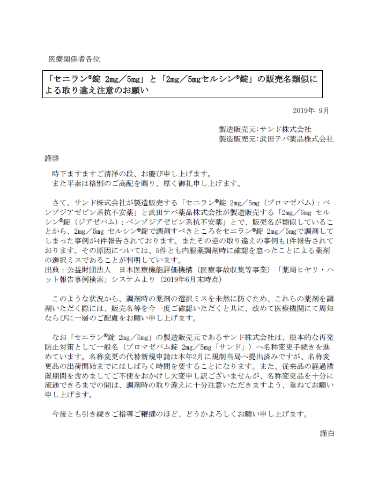 医療関係者各位
「セニラン®錠 2mg／5mg」と「2mg／5mgセルシン®錠」の販売名類似に
よる取り違え注意のお願い
2019年 9月
製造販売元：サンド株式会社
製造販売元：武田テバ薬品株式会社
謹啓
時下ますますご清祥の段、お慶び申し上げます。
また平素は格別のご高配を賜り、厚く御礼申し上げます。
さて、サンド株式会社が製造販売する「セニラン®錠 2mg／5mg（ブロマゼパム）：ベ
ンゾジアゼピン系抗不安薬」と武田テバ薬品株式会社が製造販売する「2mg／5mg セル
シン®錠（ジアゼパム）：ベンゾジアゼピン系抗不安薬」とで、販売名が類似しているこ
とから、2mg／5mg セルシン®錠で調剤すべきところをセニラン®錠 2mg／5mgで調剤して
しまった事例が4件報告されております。またその逆の取り違えの事例も1件報告されて
おります。その原因については、5件とも内服薬調剤時に確認を怠ったことによる薬剤
の選択ミスであることが判明しています。
出典：公益財団法人　日本医療機能評価機構（医療事故収集等事業）「薬局ヒヤリ・ハ
ット報告事例検索」システムより（2019年6月末時点）
このような状況から、調剤時の薬剤の選択ミスを未然に防ぐため、これらの薬剤を調
剤いただく際には、販売名等を今一度ご確認いただくと共に、改めて医療機関にて周知
ならびに一層のご配慮をお願い申し上げます。
なお「セニラン®錠 2mg／5mg」の製造販売元であるサンド株式会社は、根本的な再発
防止対策として一般名（ブロマゼパム錠 2mg／5mg「サンド」）へ名称変更手続きを進
めています。名称変更の代替新規申請は本年2月に規制当局へ提出済みですが、名称変
更品の出荷開始までにはしばらく時間を要することになります。また、従来品の経過措
置期間を含めましてご不便をおかけし大変申し訳ございませんが、名称変更品を十分に
流通できるまでの間は、調剤時の取り違えに十分注意いただきますよう、重ねてお願い
申し上げます。
今後とも引き続きご指導ご鞭撻のほど、どうかよろしくお願い申し上げます。
謹白